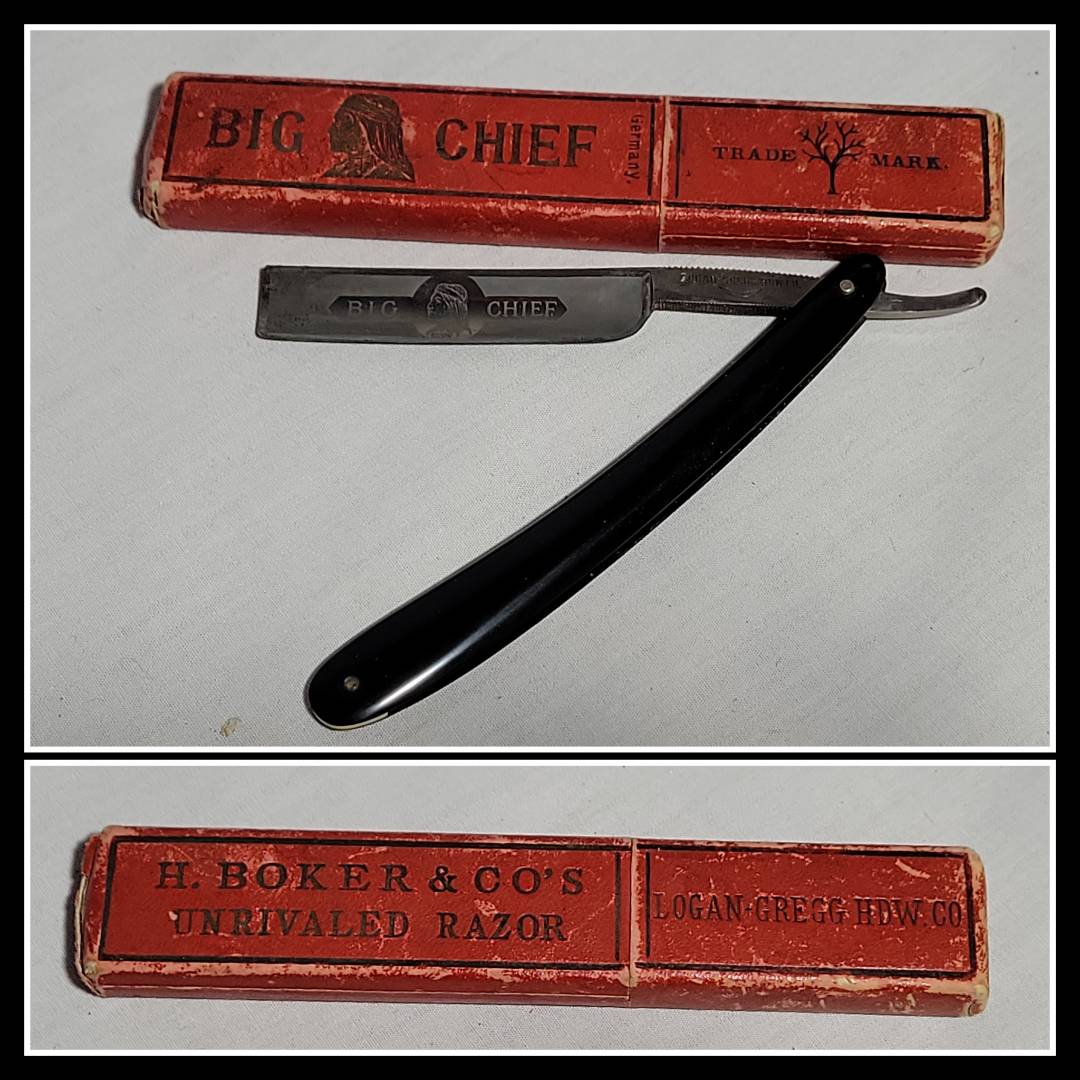 BIG CHIEF
Germany.
TRADE MARK.
BIG CHIEF
H. BOKER & CO'S
UNRIVALED RAZOR
LOGAN-GREGG HDW. CO